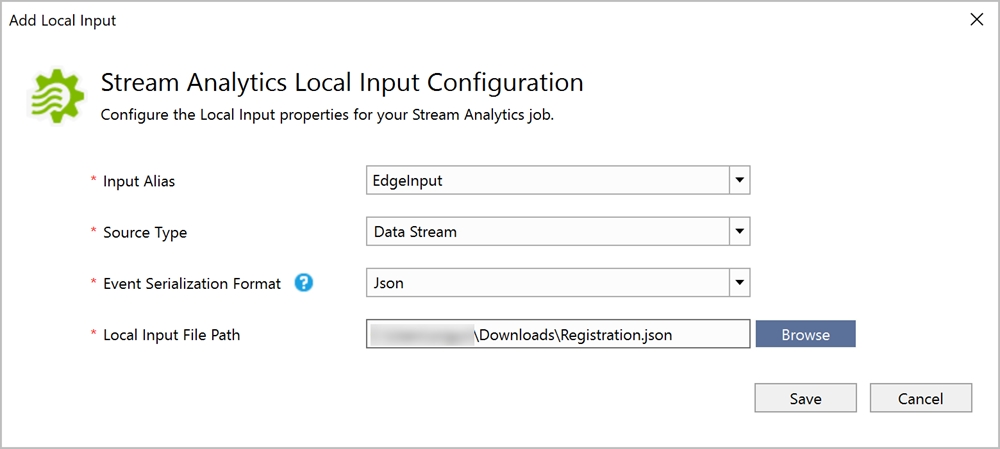 Add Local Input
Stream Analytics Local Input Configuration
Configure the Local Input properties for your Stream Analytics job.
* Input Alias
EdgeInput
* Source Type
Data Stream
* Event Serialization Format ?
Json
* Local Input File Path
\Downloads\Registration.json
Browse
Save
Cancel